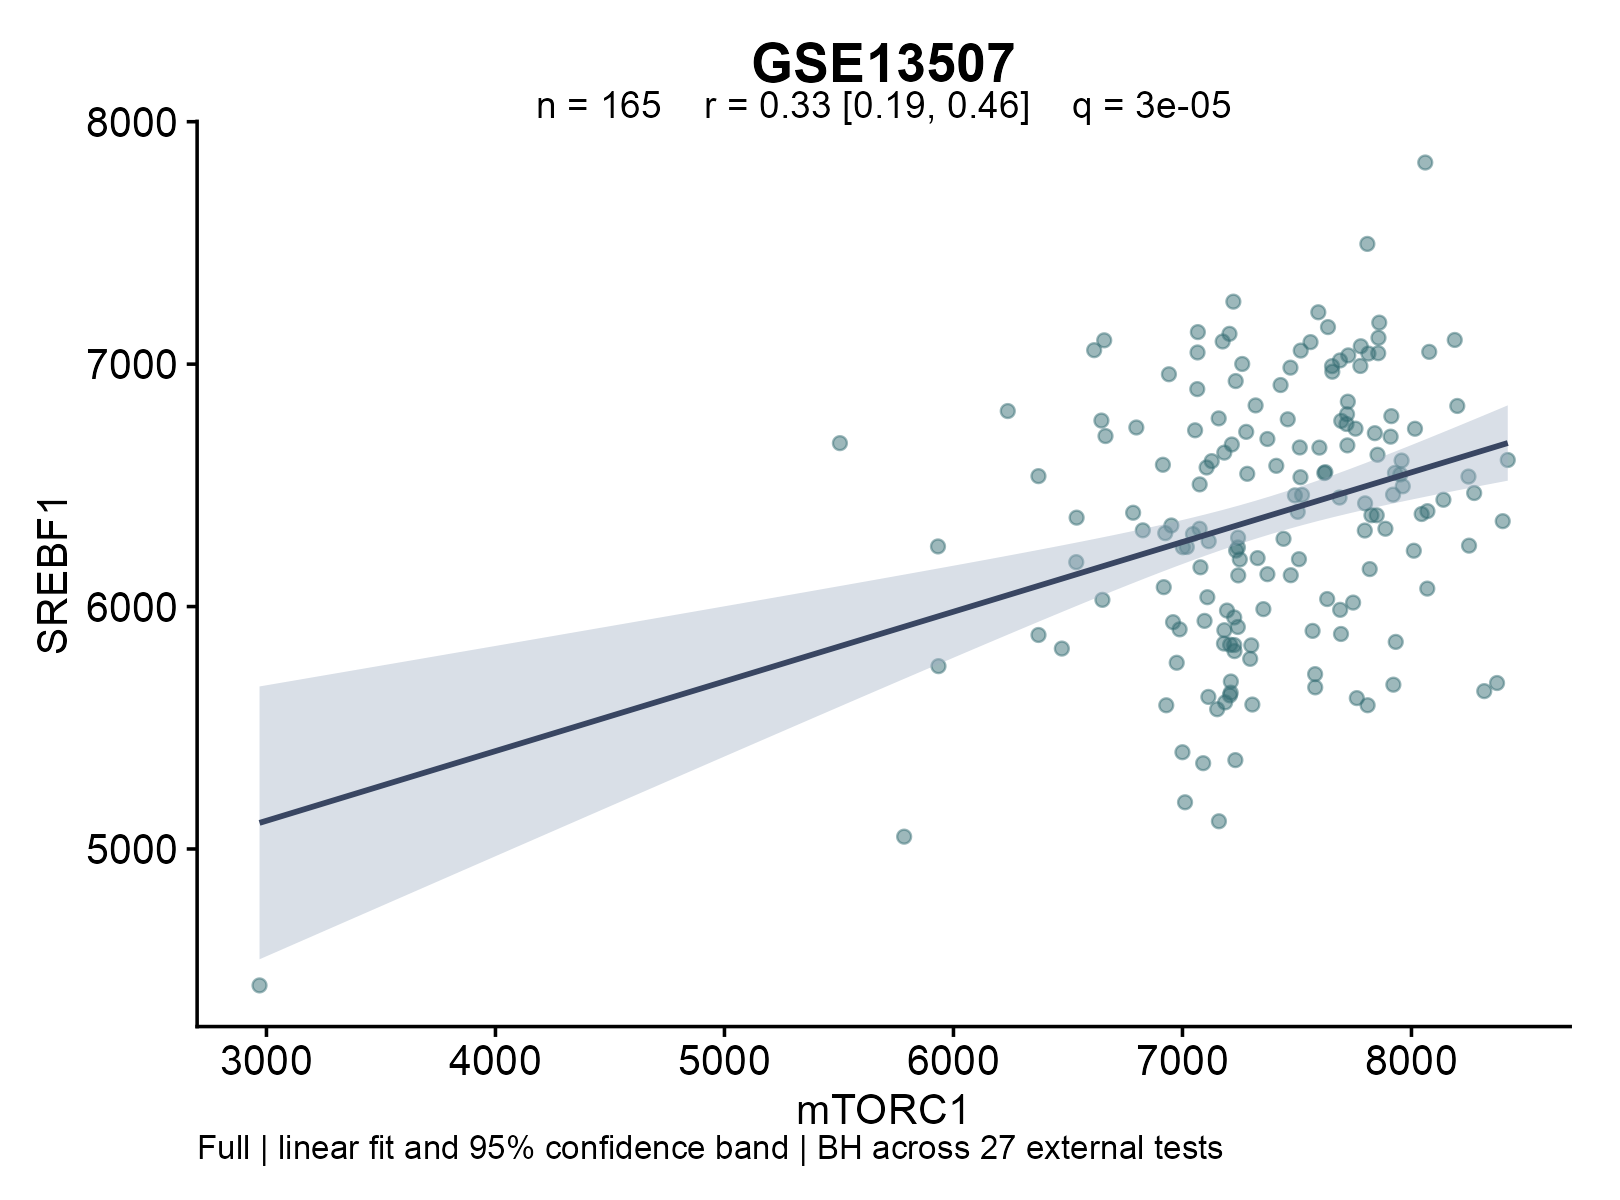 GSE13507
n = 165 r = 0.33 [0.19, 0.46] q = 3e-05
8000
7000
6000
5000
SREBF1
3000 4000 5000 6000 7000 8000
mTORC1
Full | linear fit and 95% confidence band | BH across 27 external tests